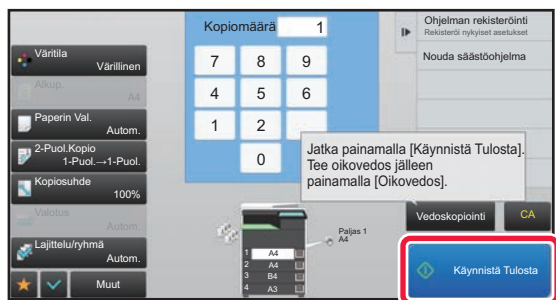 Kopiomäärä 1
Ohjelman rekisteröinti
Rekisteröi nykyiset asetukset
Nouda säästöohjelma
Väritila
Värillinen
Alkup.
A4
Paperin Val.
Autom.
2-Puol.Kopio
1-Puol.→1-Puol.
Kopiosuhde
100%
Valotus
Autom.
Lajittelu/ryhmä
Autom.
Muut
7 8 9
4 5 6
1 2
0
Jatka painamalla [Käynnistä Tulosta].
Tee oikovedos jälleen
painamalla [Oikovedos].
Paljas 1
A4
1 A4
2 A4
3 B4
4 A3
Vedoskopiointi
CA
Käynnistä Tulosta